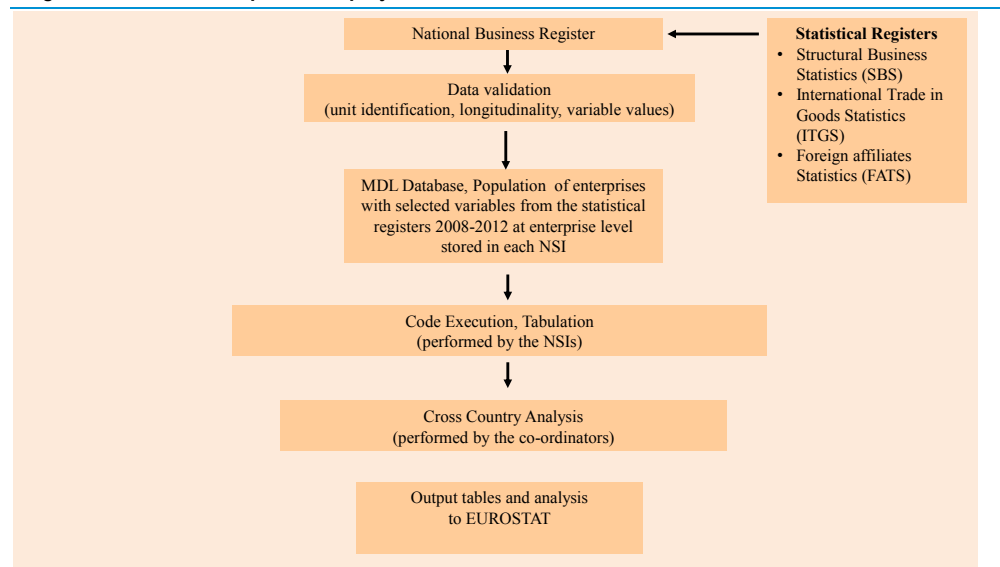 National Business Register
Statistical Registers
• Structural Business
Statistics (SBS)
• International Trade in
Goods Statistics
(ITGS)
• Foreign affiliates
Statistics (FATS)
Data validation
(unit identification, longitudinality, variable values)
MDL Database, Population of enterprises
with selected variables from the statistical
registers 2008-2012 at enterprise level
stored in each NSI
Code Execution, Tabulation
(performed by the NSIs)
Cross Country Analysis
(performed by the co-ordinators)
Output tables and analysis
to EUROSTAT